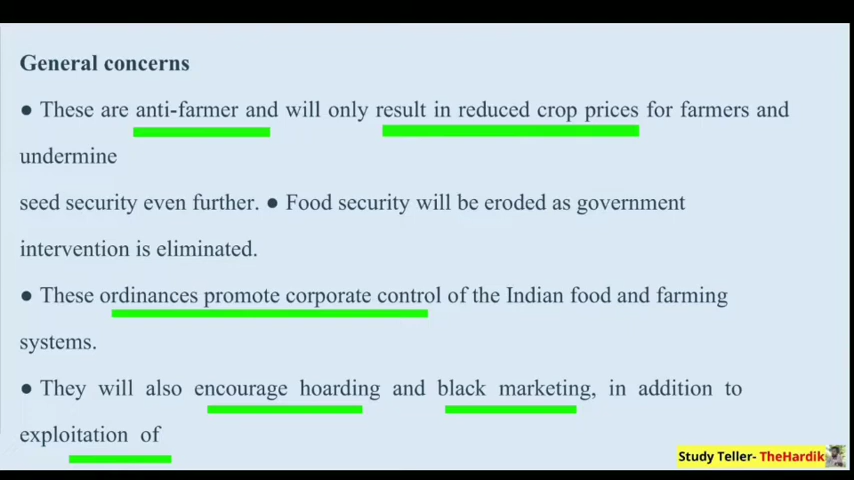 General concerns
● These are anti-farmer and will only result in reduced crop prices for farmers and
undermine
seed security even further. ● Food security will be eroded as government
intervention is eliminated.
● These ordinances promote corporate control of the Indian food and farming
systems.
● They will also encourage hoarding and black marketing, in addition to
exploitation of
Study Teller- TheHardik